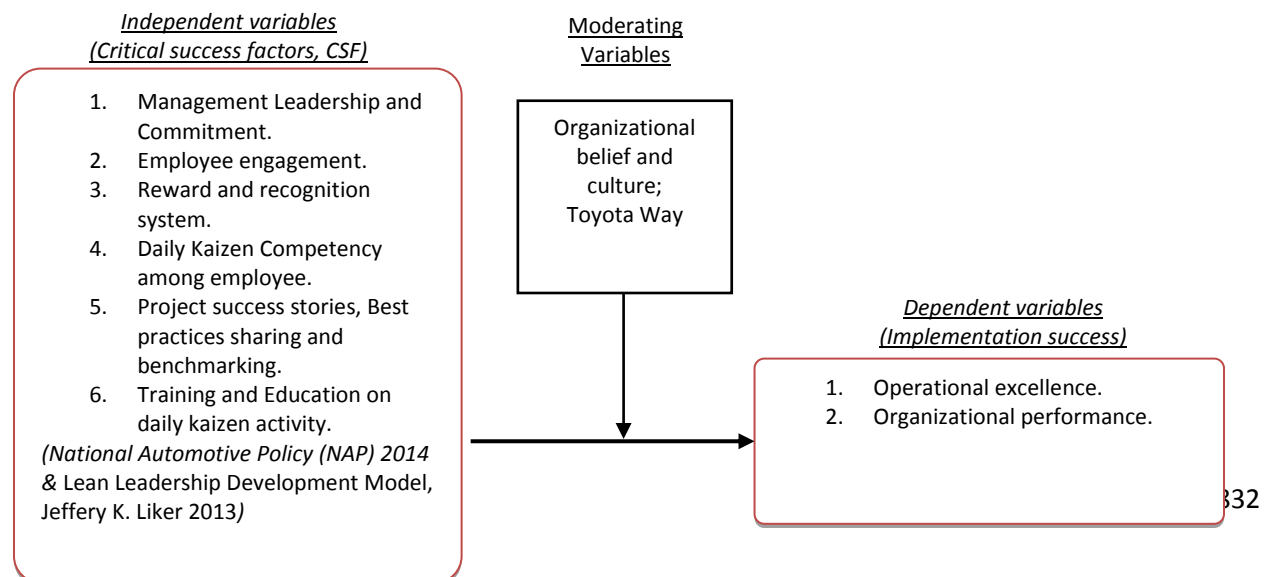 Independent variables
(Critical success factors, CSF)
1. Management Leadership and
Commitment.
2. Employee engagement.
3. Reward and recognition
system.
4. Daily Kaizen Competency
among employee.
5. Project success stories, Best
practices sharing and
benchmarking.
6. Training and Education on
daily kaizen activity.
(National Automotive Policy (NAP) 2014
& Lean Leadership Development Model,
Jeffery K. Liker 2013)
Moderating
Variables
Organizational
belief and
culture;
Toyota Way
Dependent variables
(Implementation success)
1. Operational excellence.
2. Organizational performance.